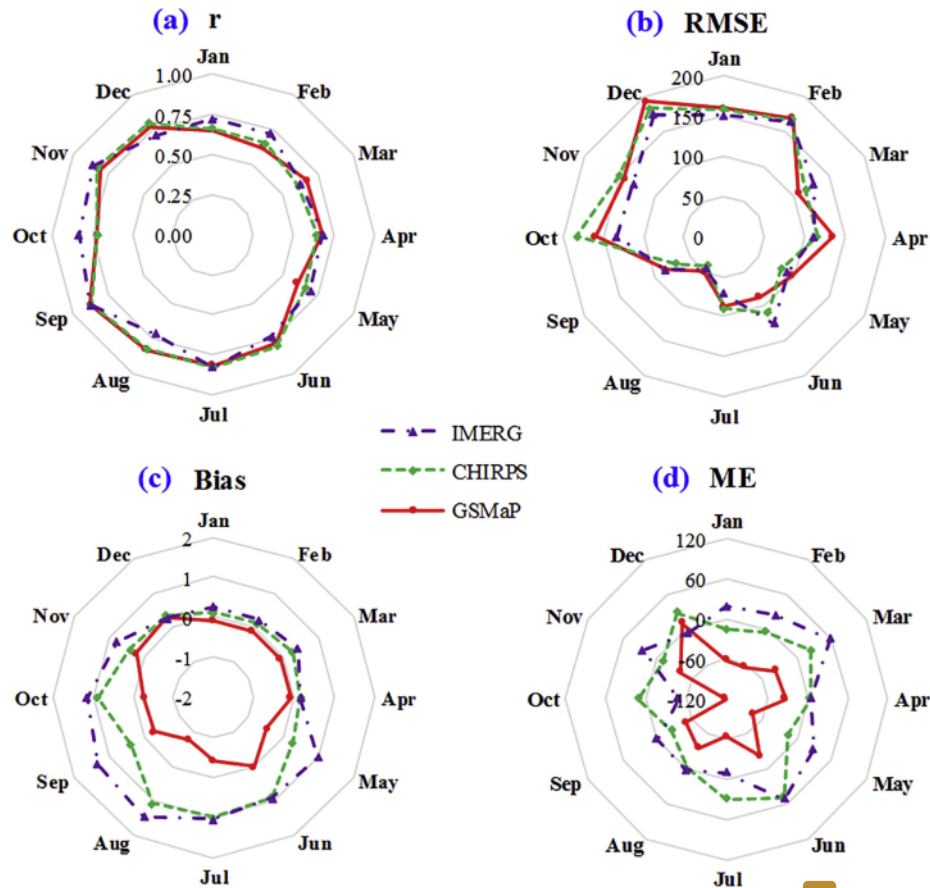 (a) r
Jan
Feb
Mar
Apr
May
Jun
Jul
Aug
Sep
Oct
Nov
Dec
1.00
0.75
0.50
0.25
0.00
(b) RMSE
Jan
Feb
Mar
Apr
May
Jun
Jul
Aug
Sep
Oct
Nov
Dec
200
150
100
50
0
IMERG
CHIRPS
GSMaP
(c) Bias
Jan
Feb
Mar
Apr
May
Jun
Jul
Aug
Sep
Oct
Nov
Dec
2
1
0
-1
-2
(d) ME
Jan
Feb
Mar
Apr
May
Jun
Jul
Aug
Sep
Oct
Nov
Dec
120
60
0
-60
-120